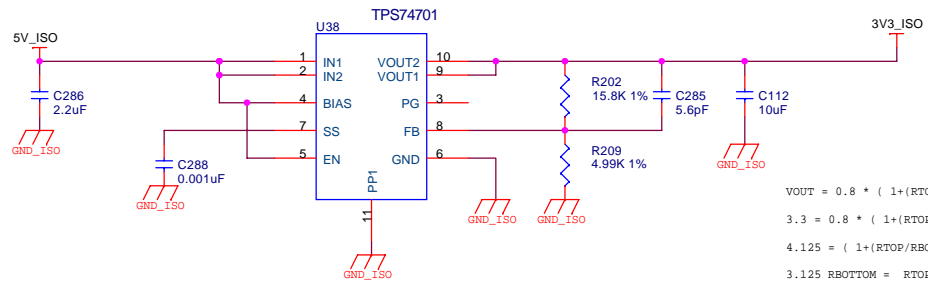 TPS74701
U38
5V_ISO
3V3_ISO
1 IN1 VOUT2 10
2 IN2 VOUT1 9
4 BIAS PG 3
7 SS FB 8
5 EN GND 6
PP1
11
C286
2.2uF
GND_ISO
C288
0.001uF
GND_ISO
GND_ISO
R202
15.8K 1%
C285
5.6pF
C112
10uF
R209
4.99K 1%
GND_ISO
GND_ISO
GND_ISO
VOUT = 0.8 * ( 1+(RTO
3.3 = 0.8 * ( 1+(RTOP
4.125 = ( 1+(RTOP/RBO
3.125 RBOTTOM = RTOP